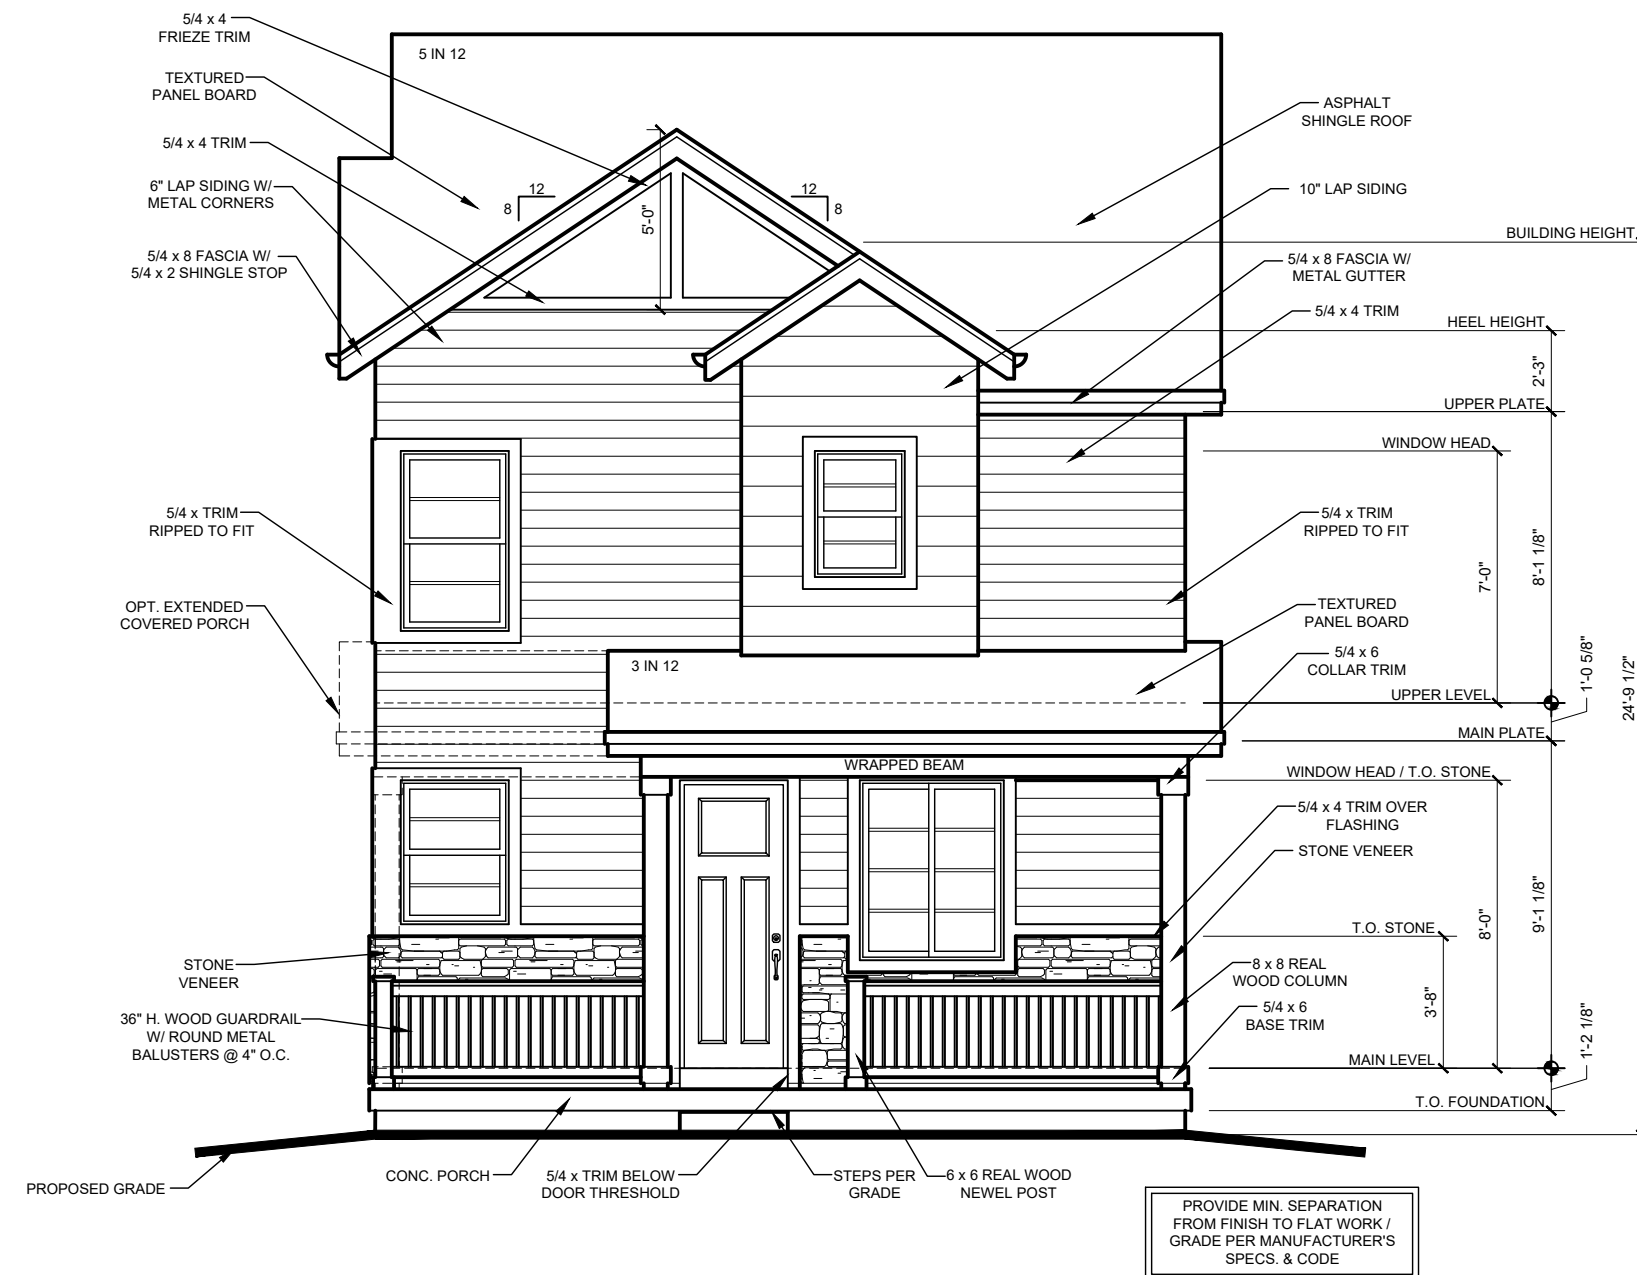 5/4 x 4
FRIEZE TRIM
5 IN 12
TEXTURED
PANEL BOARD
ASPHALT
SHINGLE ROOF
5/4 x 4 TRIM
6" LAP SIDING W/
METAL CORNERS
12
8
5'-0"
12
8
10" LAP SIDING
BUILDING HEIGHT
5/4 x 8 FASCIA W/
5/4 x 2 SHINGLE STOP
5/4 x 8 FASCIA W/
METAL GUTTER
5/4 x 4 TRIM
HEEL HEIGHT
2'-3"
UPPER PLATE
WINDOW HEAD
5/4 x TRIM
RIPPED TO FIT
5/4 x TRIM
RIPPED TO FIT
7'-0"
8'-1 1/8"
OPT. EXTENDED
COVERED PORCH
TEXTURED
PANEL BOARD
3 IN 12
5/4 x 6
COLLAR TRIM
1'-0 5/8"
24'-9 1/2"
UPPER LEVEL
MAIN PLATE
WRAPPED BEAM
WINDOW HEAD / T.O. STONE
5/4 x 4 TRIM OVER
FLASHING
STONE VENEER
T.O. STONE
8'-0"
9'-1 1/8"
STONE
VENEER
8 x 8 REAL
WOOD COLUMN
3'-8"
5/4 x 6
BASE TRIM
36" H. WOOD GUARDRAIL
W/ ROUND METAL
BALUSTERS @ 4" O.C.
MAIN LEVEL
1'-2 1/8"
T.O. FOUNDATION
PROPOSED GRADE
CONC. PORCH
5/4 x TRIM BELOW
DOOR THRESHOLD
STEPS PER
GRADE
6 x 6 REAL WOOD
NEWEL POST
PROVIDE MIN. SEPARATION
FROM FINISH TO FLAT WORK /
GRADE PER MANUFACTURER'S
SPECS. & CODE